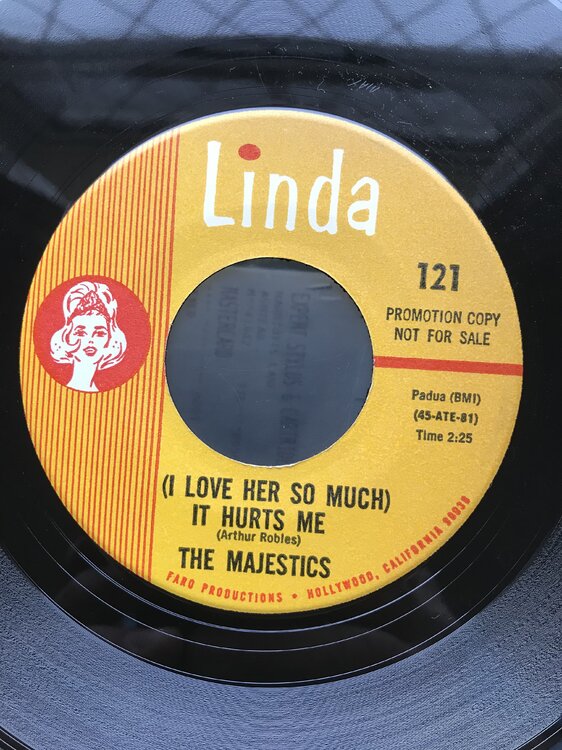 Linda
121
PROMOTION COPY
NOT FOR SALE
Padua (BMI)
(45-ATE-81)
Time 2:25
(I LOVE HER SO MUCH)
IT HURTS ME
(Arthur Robles)
THE MAJESTICS
FARO PRODUCTIONS • HOLLYWOOD, CALIFORNIA 90038